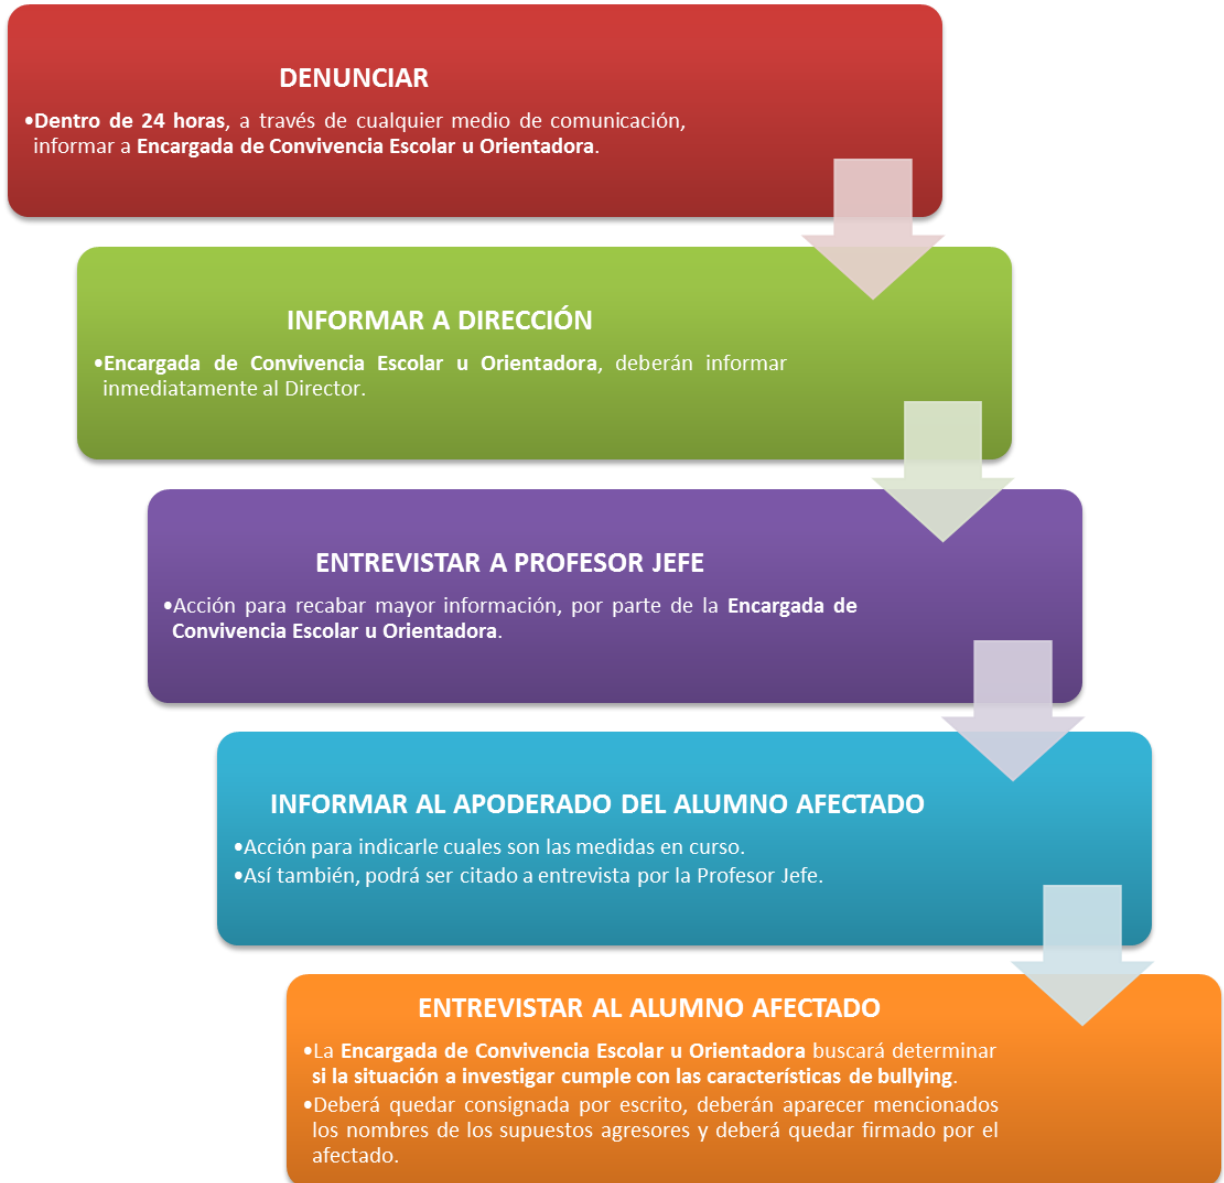 DENUNCIAR
•Dentro de 24 horas, a través de cualquier medio de comunicación,
informar a Encargada de Convivencia Escolar u Orientadora.
INFORMAR A DIRECCIÓN
•Encargada de Convivencia Escolar u Orientadora, deberán informar
inmediatamente al Director.
ENTREVISTAR A PROFESOR JEFE
•Acción para recabar mayor información, por parte de la Encargada de
Convivencia Escolar u Orientadora.
INFORMAR AL APODERADO DEL ALUMNO AFECTADO
•Acción para indicarle cuales son las medidas en curso.
•Así también, podrá ser citado a entrevista por la Profesor Jefe.
ENTREVISTAR AL ALUMNO AFECTADO
•La Encargada de Convivencia Escolar u Orientadora buscará determinar
si la situación a investigar cumple con las características de bullying.
•Deberá quedar consignada por escrito, deberán aparecer mencionados
los nombres de los supuestos agresores y deberá quedar firmado por el
afectado.